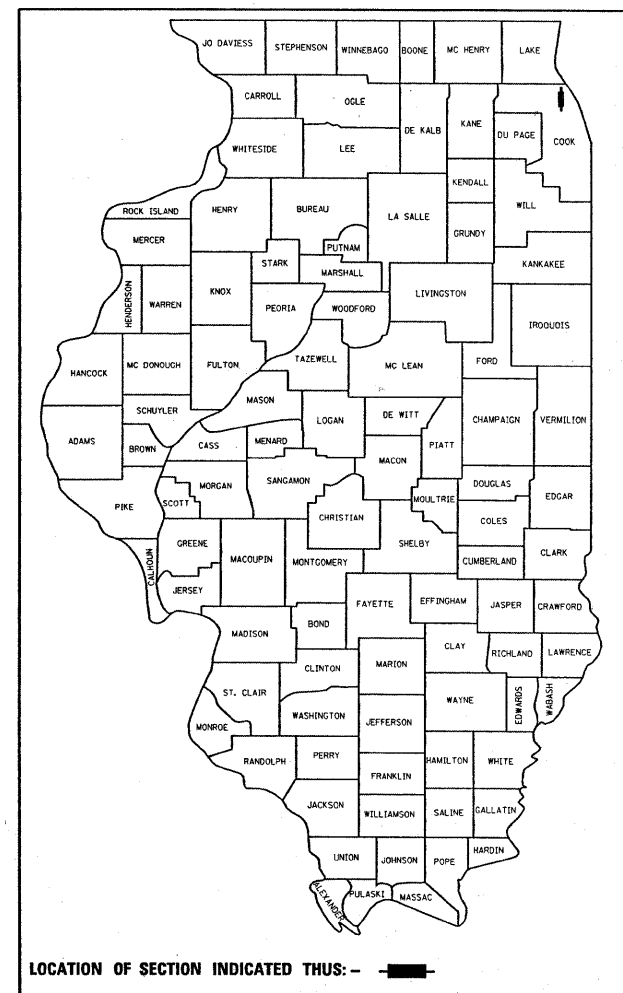 JO DAVIESS
STEPHENSON
WINNEBAGO
BOONE
MC HENRY
LAKE
CARROLL
OGLE
DE KALB
KANE
DU PAGE
COOK
WHITESIDE
LEE
KENDALL
WILL
ROCK ISLAND
HENRY
BUREAU
LA SALLE
GRUNDY
MERCER
PUTNAM
KANKAKEE
STARK
MARSHALL
HENDERSON
WARREN
KNOX
PEORIA
WOODFORD
LIVINGSTON
IROQUOIS
HANCOCK
MC DONOUGH
FULTON
TAZEWELL
MC LEAN
FORD
MASON
SCHUYLER
LOGAN
DE WITT
CHAMPAIGN
VERMILION
ADAMS
BROWN
CASS
MENARD
PIATT
MACON
MORGAN
SANGAMON
DOUGLAS
EDGAR
PIKE
SCOTT
CHRISTIAN
MOULTRIE
COLES
GREENE
SHELBY
CALHOUN
MACOUPIN
MONTGOMERY
CUMBERLAND
CLARK
JERSEY
FAYETTE
EFFINGHAM
JASPER
CRAWFORD
MADISON
BOND
CLAY
RICHLAND
LAWRENCE
CLINTON
MARION
ST. CLAIR
WAYNE
EDWARDS
WABASH
WASHINGTON
JEFFERSON
MONROE
RANDOLPH
PERRY
HAMILTON
WHITE
FRANKLIN
JACKSON
WILLIAMSON
SALINE
GALLATIN
UNION
JOHNSON
POPE
HARDIN
ALEXANDER
PULASKI
MASSAC
LOCATION OF SECTION INDICATED THUS: -